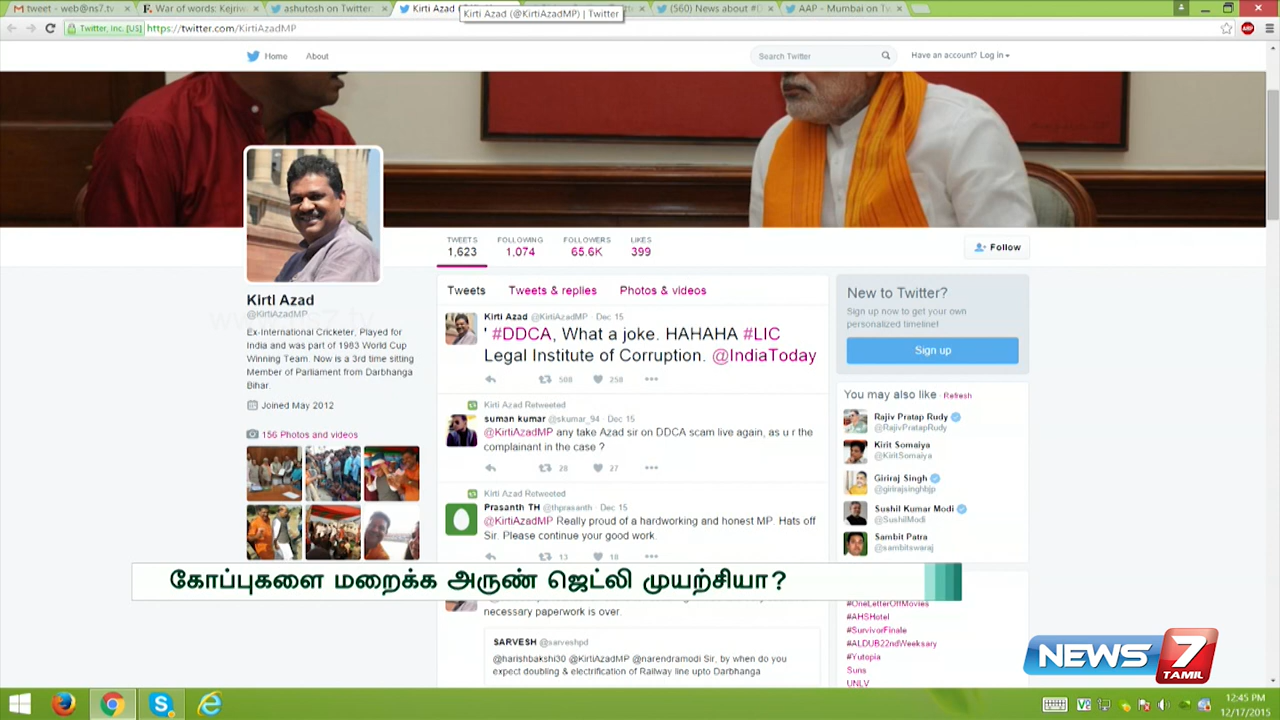 tweet - web@ns7.tv
War of words: Kejriw
ashutosh on Twitter
Kirti Azad
(560) News about #D
AAP - Mumbai on Tw
Kirti Azad (@KirtiAzadMP) | Twitter
Twitter, Inc. [US] https://twitter.com/KirtiAzadMP
Home About Search Twitter Have an account? Log in
TWEETS FOLLOWING FOLLOWERS LIKES
1,623 1,074 65.6K 399
Follow
Kirti Azad
@KirtiAzadMP
Ex-International Cricketer, Played for
India and was part of 1983 World Cup
Winning Team. Now is a 3rd time sitting
Member of Parliament from Darbhanga
Bihar.
Joined May 2012
156 Photos and videos
Tweets Tweets & replies Photos & videos
Kirti Azad @KirtiAzadMP · Dec 15
' #DDCA, What a joke. HAHAHA #LIC
Legal Institute of Corruption. @IndiaToday
508 258
Kirti Azad Retweeted
suman kumar @skumar_94 · Dec 15
@KirtiAzadMP any take Azad sir on DDCA scam live again, as u r the
complainant in the case ?
28 27
Kirti Azad Retweeted
Prasanth TH @thprasanth · Dec 15
@KirtiAzadMP Really proud of a hardworking and honest MP. Hats off
Sir. Please continue your good work.
13 18
necessary paperwork is over.
SARVESH @sarveshpd
@harishbakshi30 @KirtiAzadMP @narendramodi Sir, by when do you
expect doubling & electrification of Railway line upto Darbhanga
New to Twitter?
Sign up now to get your own
personalized timeline!
Sign up
You may also like · Refresh
Rajiv Pratap Rudy
@RajivPratapRudy
Kirit Somaiya
@KiritSomaiya
Giriraj Singh
@girirajsinghbjp
Sushil Kumar Modi
@SushilModi
Sambit Patra
@sambitswaraj
#OneLetterOffMovies
#AHSHotel
#SurvivorFinale
#ALDUB22ndWeeksary
#Yutopia
Suns
UNLV
கோப்புகளை மறைக்க அருண் ஜெட்லி முயற்சியா?
NEWS 7
TAMIL
12:45 PM
12/17/2015